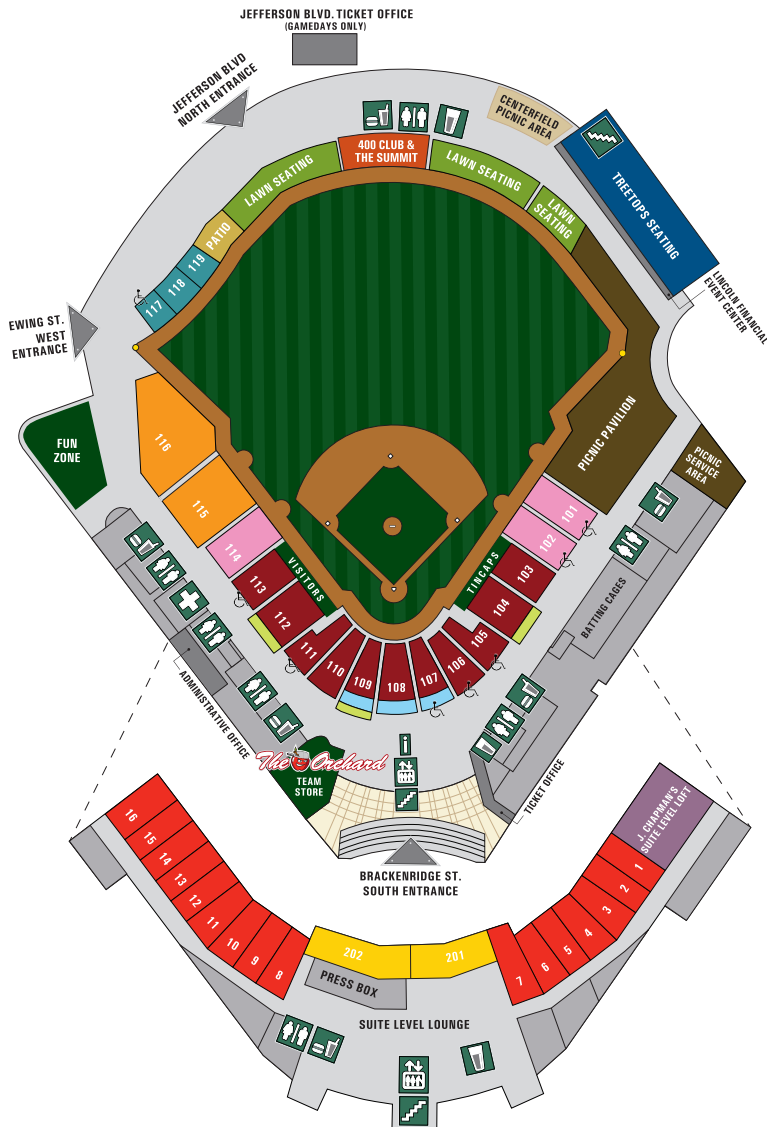 JEFFERSON BLVD. TICKET OFFICE
(GAMEDAYS ONLY)
JEFFERSON BLVD
NORTH ENTRANCE
CENTERFIELD
PICNIC AREA
400 CLUB &
THE SUMMIT
LAWN SEATING
LAWN SEATING
LAWN
SEATING
TREETOPS SEATING
LINCOLN FINANCIAL
EVENT CENTER
PATIO
119
118
117
EWING ST.
WEST
ENTRANCE
FUN
ZONE
116
115
114
113
112
111
110
109
108
107
106
105
104
103
102
101
VISITORS
TINCAPS
PICNIC PAVILION
PICNIC
SERVICE
AREA
BATTING CAGES
ADMINISTRATIVE OFFICE
The Orchard
TEAM
STORE
i
TICKET OFFICE
BRACKENRIDGE ST.
SOUTH ENTRANCE
J. CHAPMAN'S
SUITE LEVEL LOFT
16
15
14
13
12
11
10
9
8
202
201
7
6
5
4
3
2
1
PRESS BOX
SUITE LEVEL LOUNGE